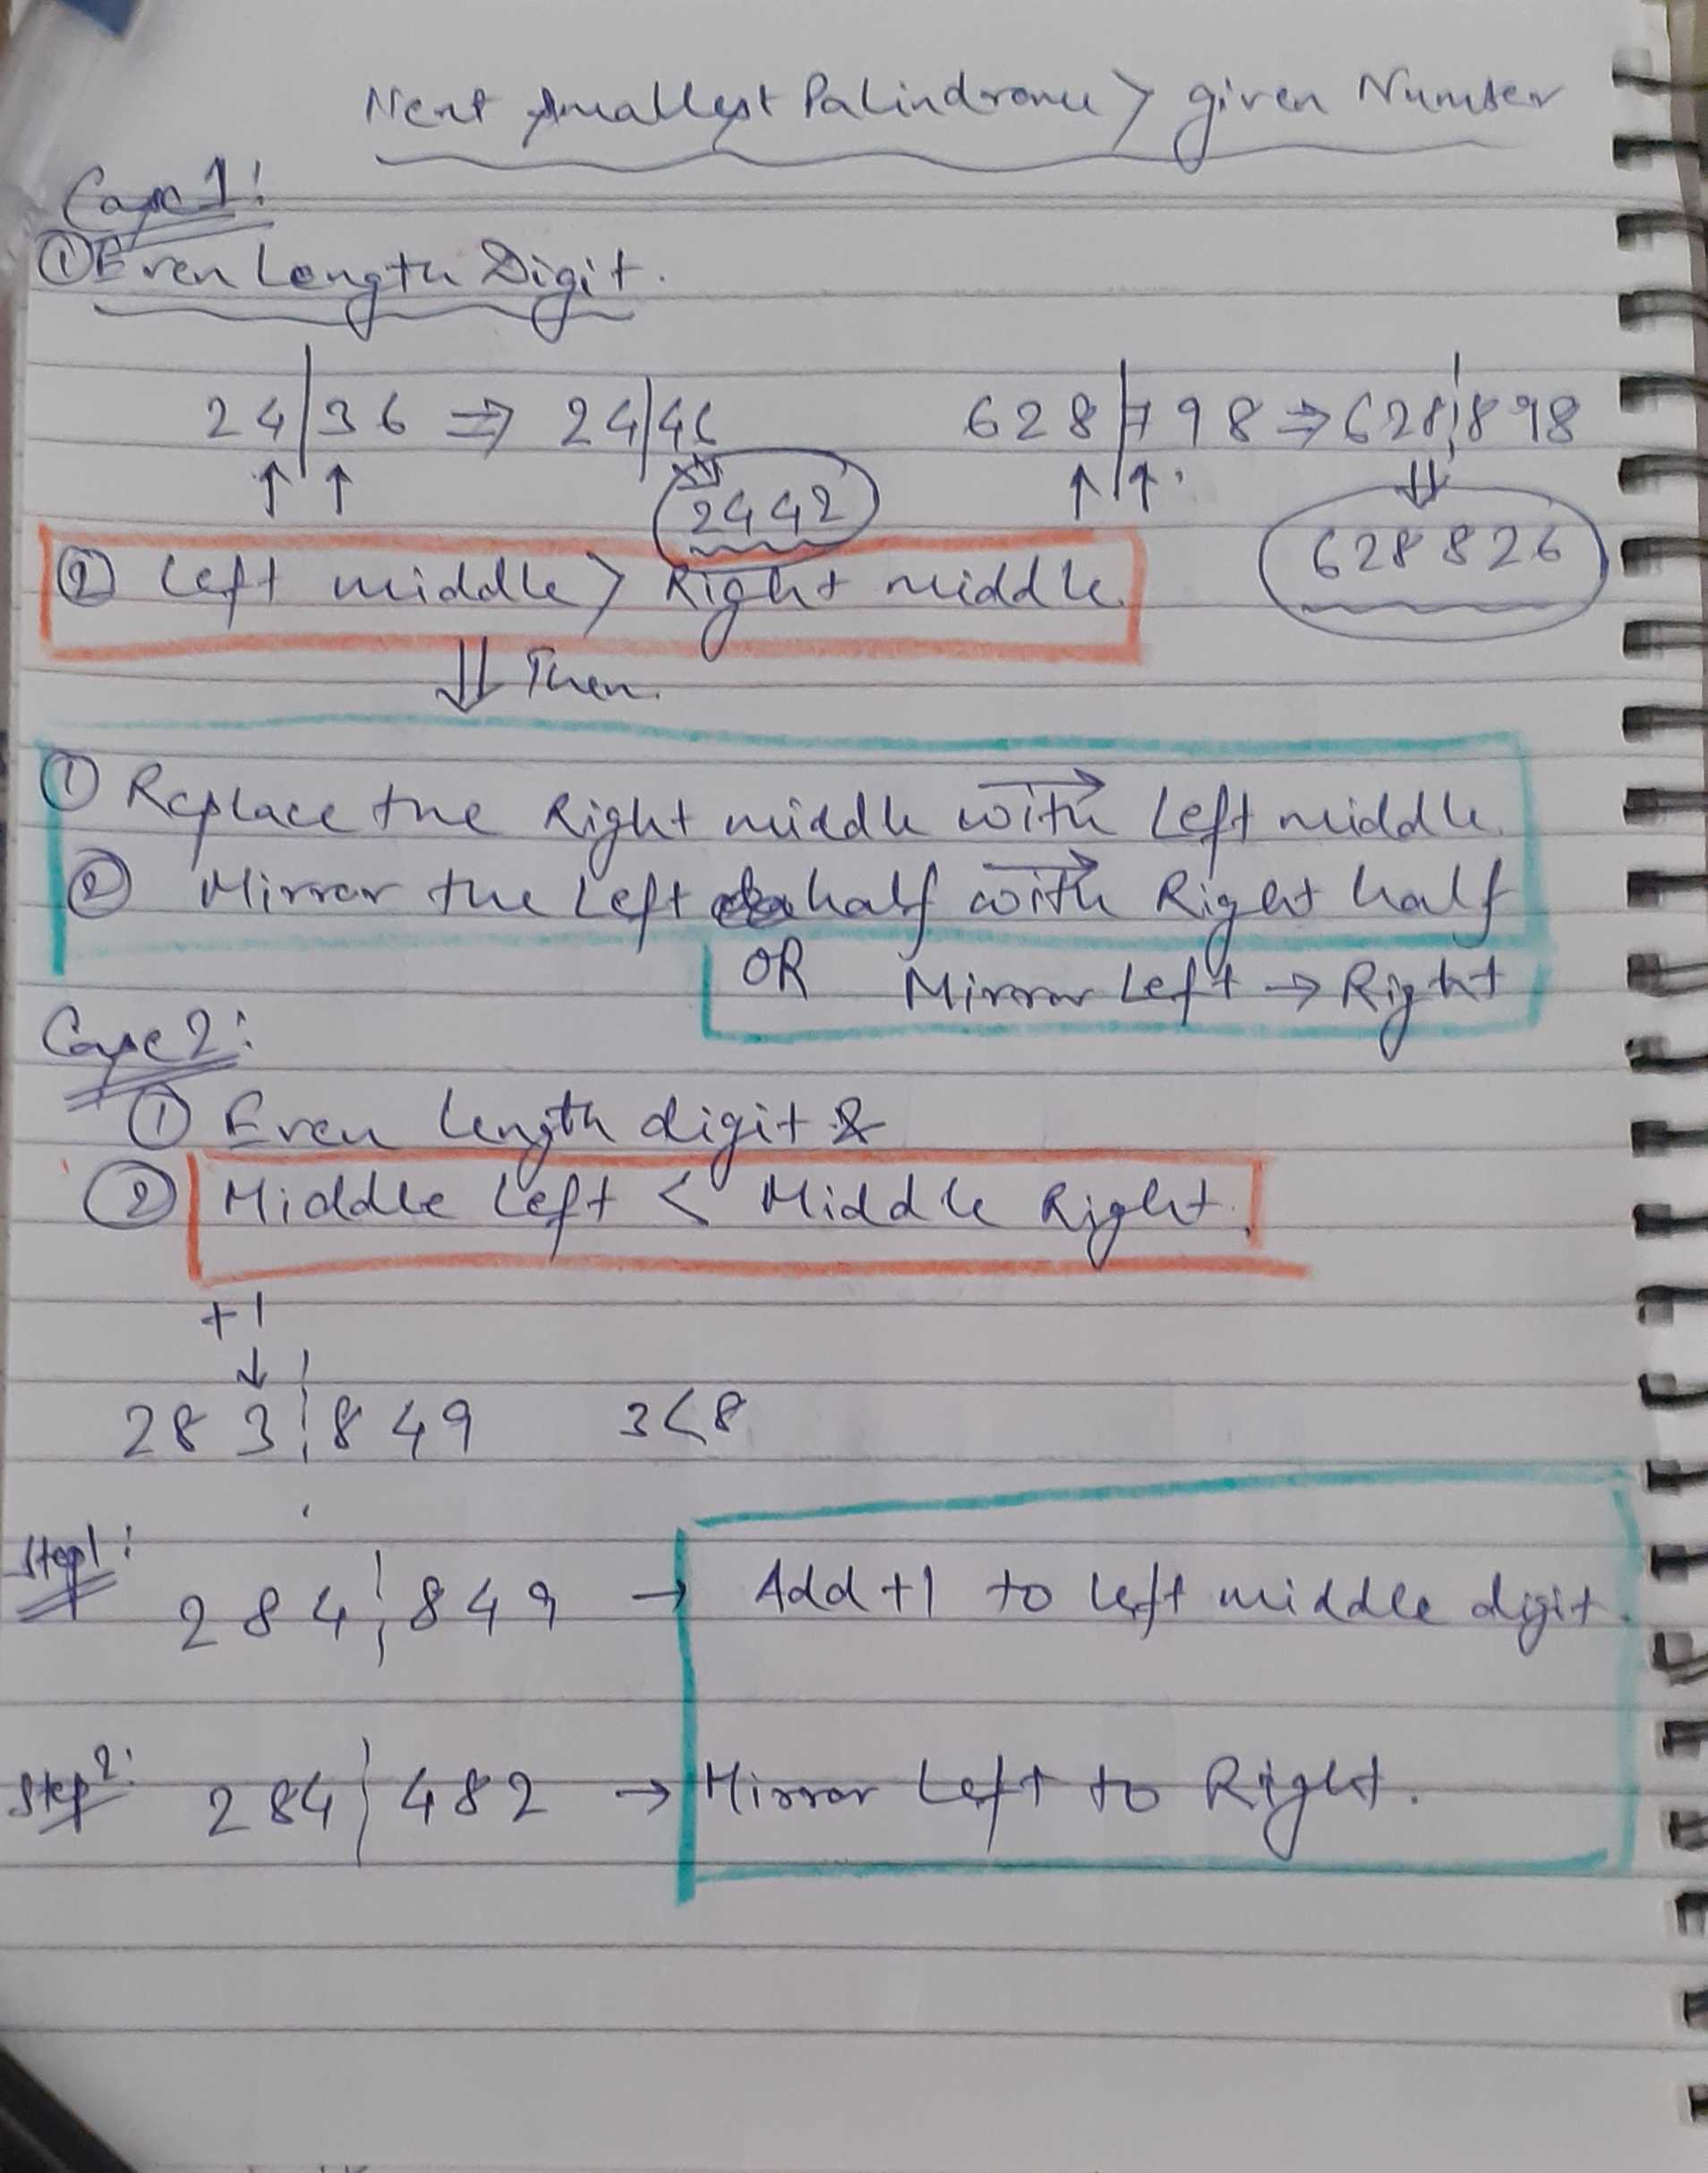 Next smallest Palindrome > given Number
Case 1:
① Even Length Digit.
24|36 ⇒ 24|46 628|798 ⇒ 628¦898
↑ ↑ ⇓ ↑ ↑ ⇓
2442 628826
② Left middle > Right middle.
⇓ Then.
① Replace the Right middle with Left middle.
② Mirror the Left half with Right half
OR Mirror Left → Right
Case 2:
① Even length digit &
② Middle Left < Middle Right.
+1
↓
283¦849 3<8
Step1: 284¦849 → Add +1 to left middle digit.
Step2: 284¦482 → Mirror Left to Right.